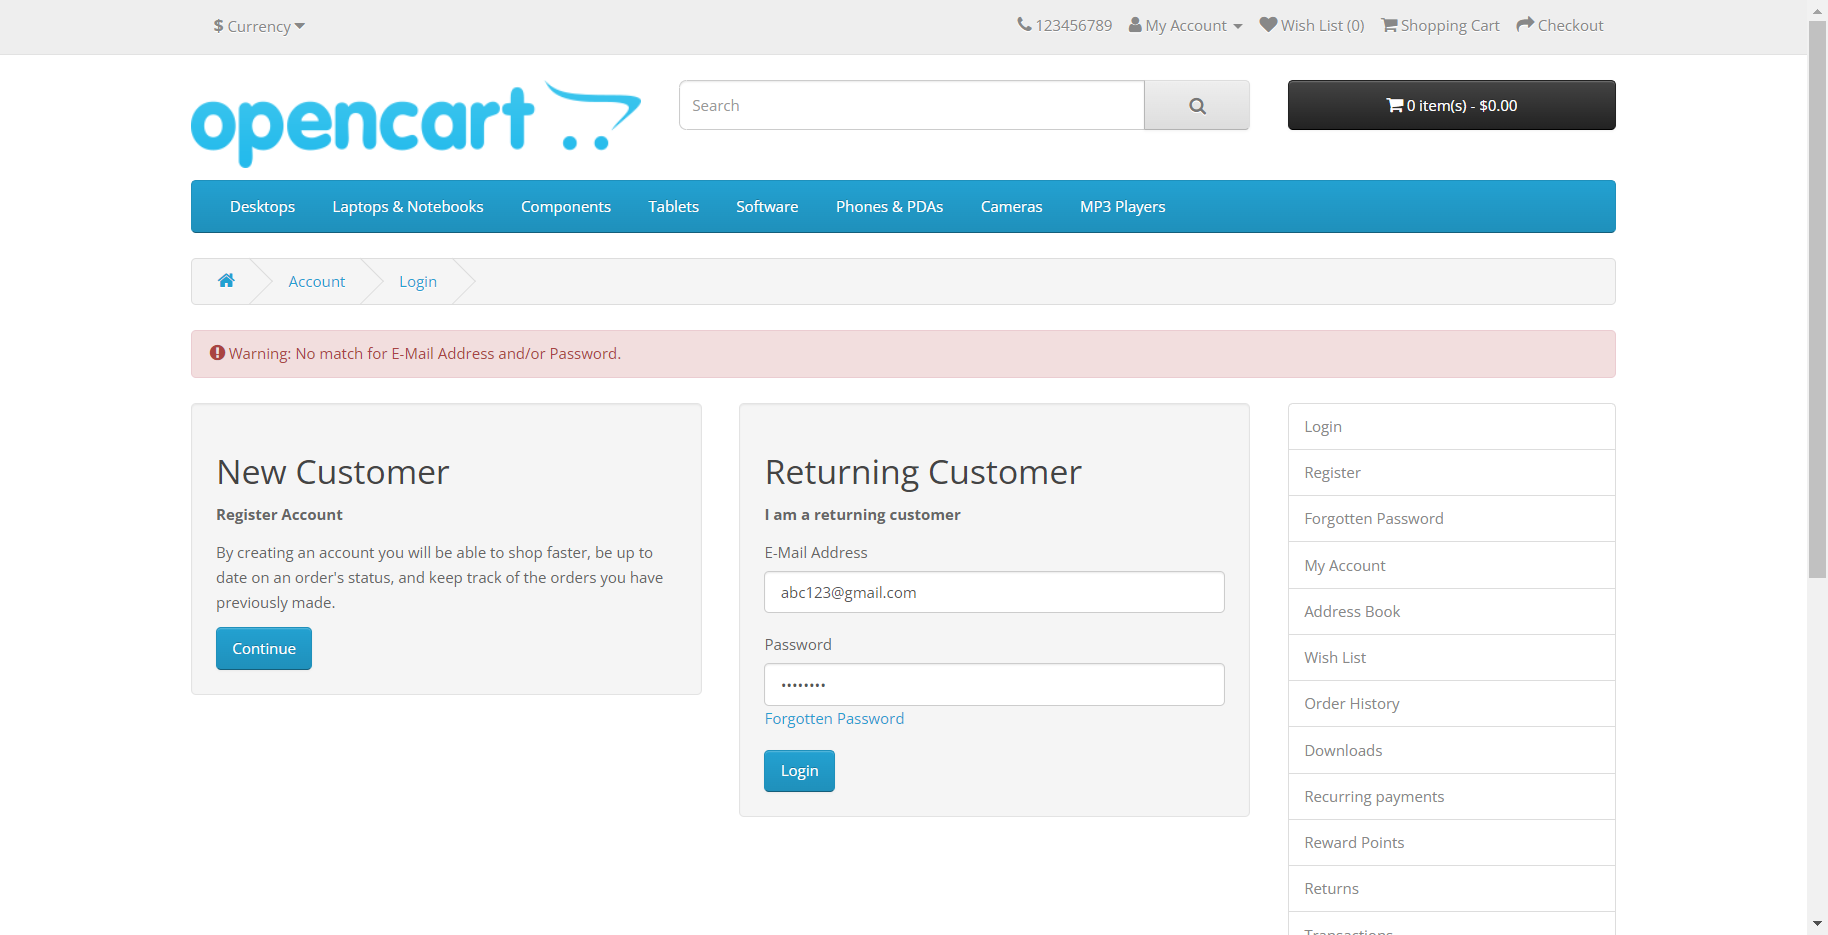 $ Currency
123456789 My Account Wish List (0) Shopping Cart Checkout
opencart
Search
0 item(s) - $0.00
Desktops Laptops & Notebooks Components Tablets Software Phones & PDAs Cameras MP3 Players
Account Login
Warning: No match for E-Mail Address and/or Password.
New Customer
Register Account
By creating an account you will be able to shop faster, be up to
date on an order's status, and keep track of the orders you have
previously made.
Continue
Returning Customer
I am a returning customer
E-Mail Address
abc123@gmail.com
Password
••••••••
Forgotten Password
Login
Login
Register
Forgotten Password
My Account
Address Book
Wish List
Order History
Downloads
Recurring payments
Reward Points
Returns
Transactions